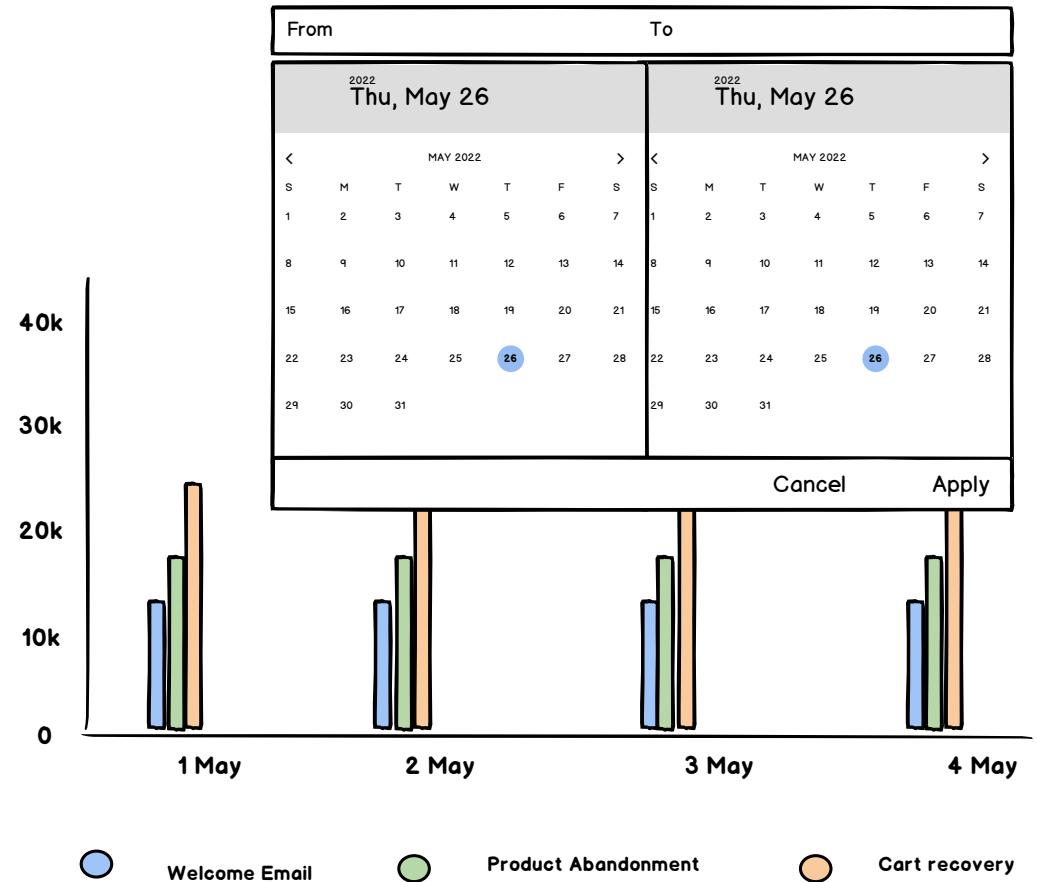 From To
2022 2022
Thu, May 26 Thu, May 26
< MAY 2022 > < MAY 2022 >
S M T W T F S S M T W T F S
1 2 3 4 5 6 7 1 2 3 4 5 6 7
8 9 10 11 12 13 14 8 9 10 11 12 13 14
15 16 17 18 19 20 21 15 16 17 18 19 20 21
22 23 24 25 26 27 28 22 23 24 25 26 27 28
29 30 31 29 30 31
Cancel Apply
40k
30k
20k
10k
0
1 May 2 May 3 May 4 May
Welcome Email Product Abandonment Cart recovery